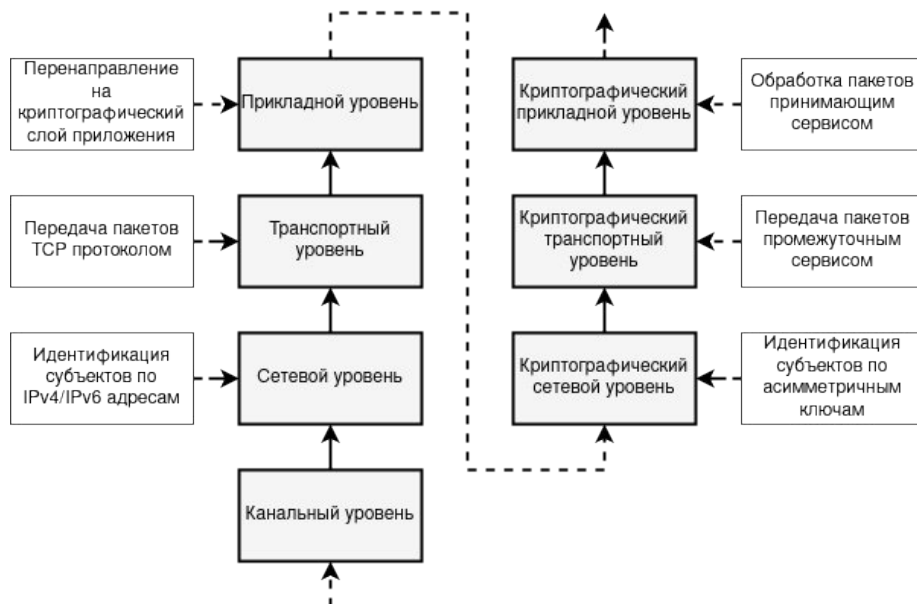 Перенаправление
на
криптографический
слой приложения
Прикладной уровень
Криптографический
прикладной уровень
Обработка пакетов
принимающим
сервисом
Передача пакетов
TCP протоколом
Транспортный
уровень
Криптографический
транспортный
уровень
Передача пакетов
промежуточным
сервисом
Идентификация
субъектов по
IPv4/IPv6 адресам
Сетевой уровень
Криптографический
сетевой уровень
Идентификация
субъектов по
асимметричным
ключам
Канальный уровень